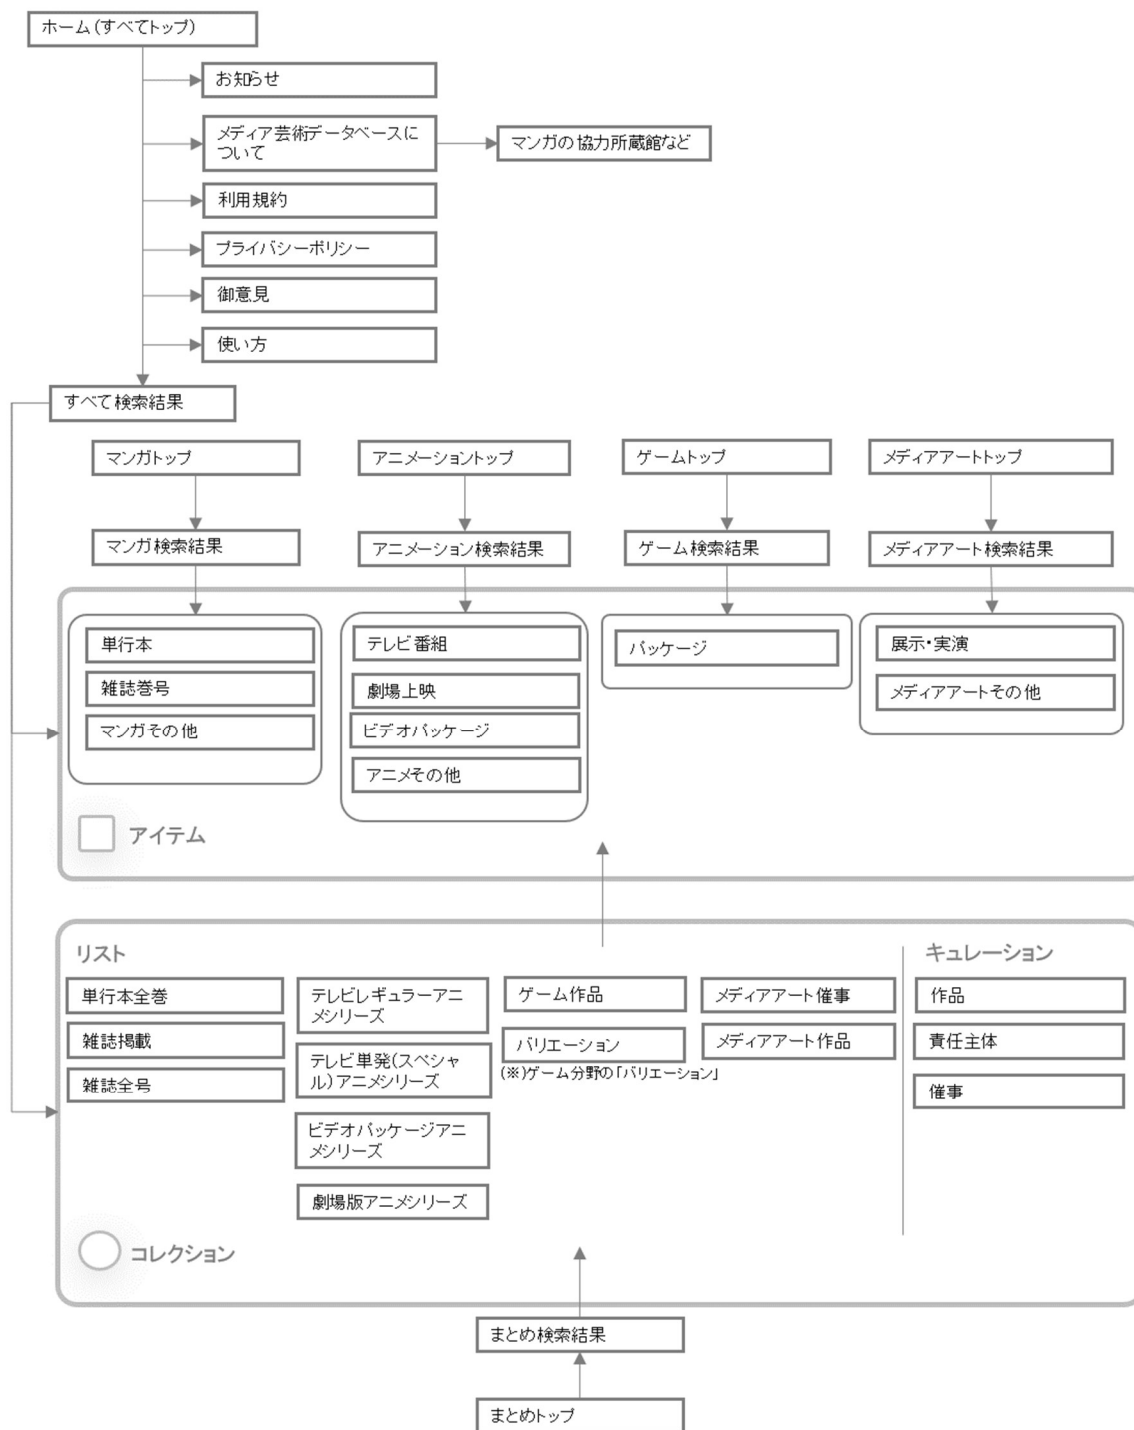 ホーム(すべてトップ)
お知らせ
メディア芸術データベースに
ついて
マンガの協力所蔵館など
利用規約
プライバシーポリシー
御意見
使い方
すべて検索結果
マンガトップ
アニメーショントップ
ゲームトップ
メディアアートトップ
マンガ検索結果
アニメーション検索結果
ゲーム検索結果
メディアアート検索結果
単行本
雑誌巻号
マンガその他
テレビ番組
劇場上映
ビデオパッケージ
アニメその他
パッケージ
展示・実演
メディアアートその他
アイテム
リスト
単行本全巻
雑誌掲載
雑誌全号
テレビレギュラーアニ
メシリーズ
テレビ単発(スペシャ
ル)アニメシリーズ
ビデオパッケージアニ
メシリーズ
劇場版アニメシリーズ
ゲーム作品
バリエーション
(※)ゲーム分野の「バリエーション」
メディアアート催事
メディアアート作品
キュレーション
作品
責任主体
催事
コレクション
まとめ検索結果
まとめトップ